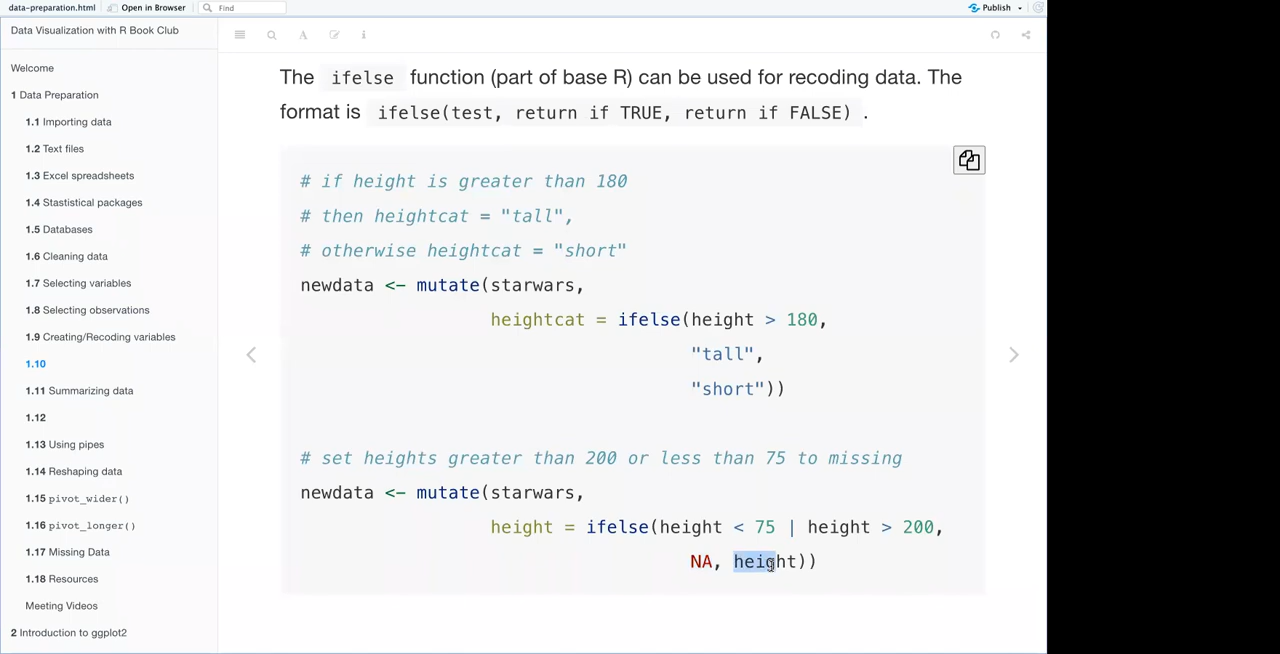 data-preparation.html Open in Browser Find Publish
Data Visualization with R Book Club
Welcome
1 Data Preparation
1.1 Importing data
1.2 Text files
1.3 Excel spreadsheets
1.4 Stastistical packages
1.5 Databases
1.6 Cleaning data
1.7 Selecting variables
1.8 Selecting observations
1.9 Creating/Recoding variables
1.10
1.11 Summarizing data
1.12
1.13 Using pipes
1.14 Reshaping data
1.15 pivot_wider()
1.16 pivot_longer()
1.17 Missing Data
1.18 Resources
Meeting Videos
2 Introduction to ggplot2
The ifelse function (part of base R) can be used for recoding data. The
format is ifelse(test, return if TRUE, return if FALSE) .
# if height is greater than 180
# then heightcat = "tall",
# otherwise heightcat = "short"
newdata <- mutate(starwars,
heightcat = ifelse(height > 180,
"tall",
"short"))
# set heights greater than 200 or less than 75 to missing
newdata <- mutate(starwars,
height = ifelse(height < 75 | height > 200,
NA, height))